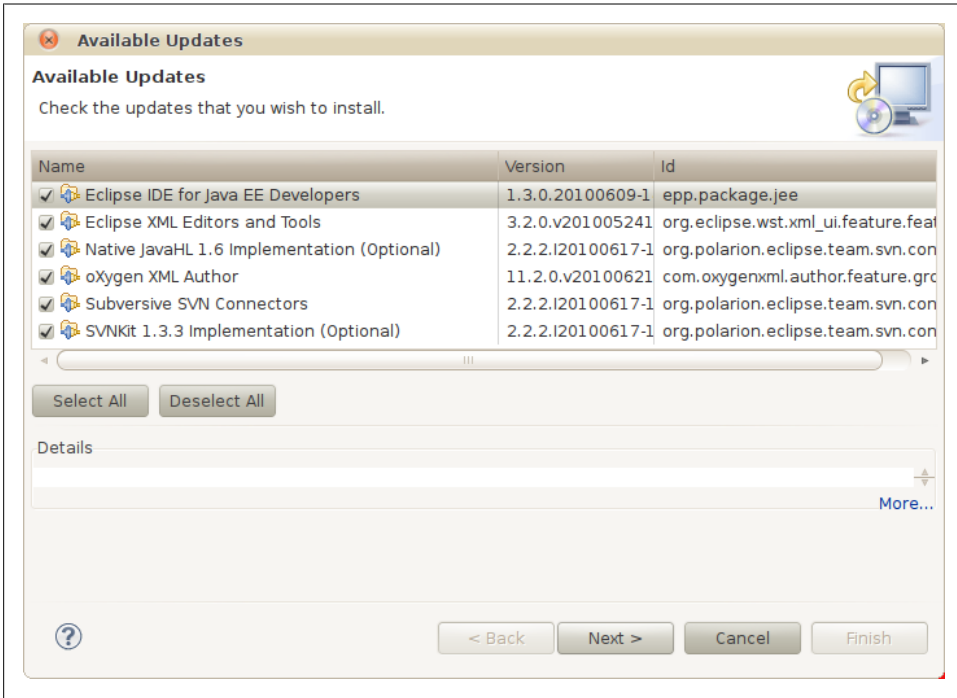 Available Updates
Available Updates
Check the updates that you wish to install.
Name Version Id
Eclipse IDE for Java EE Developers 1.3.0.20100609-1 epp.package.jee
Eclipse XML Editors and Tools 3.2.0.v201005241 org.eclipse.wst.xml_ui.feature.feat
Native JavaHL 1.6 Implementation (Optional) 2.2.2.I20100617-1 org.polarion.eclipse.team.svn.con
oXygen XML Author 11.2.0.v20100621 com.oxygenxml.author.feature.grc
Subversive SVN Connectors 2.2.2.I20100617-1 org.polarion.eclipse.team.svn.con
SVNKit 1.3.3 Implementation (Optional) 2.2.2.I20100617-1 org.polarion.eclipse.team.svn.con
Select All Deselect All
Details
More...
? < Back Next > Cancel Finish